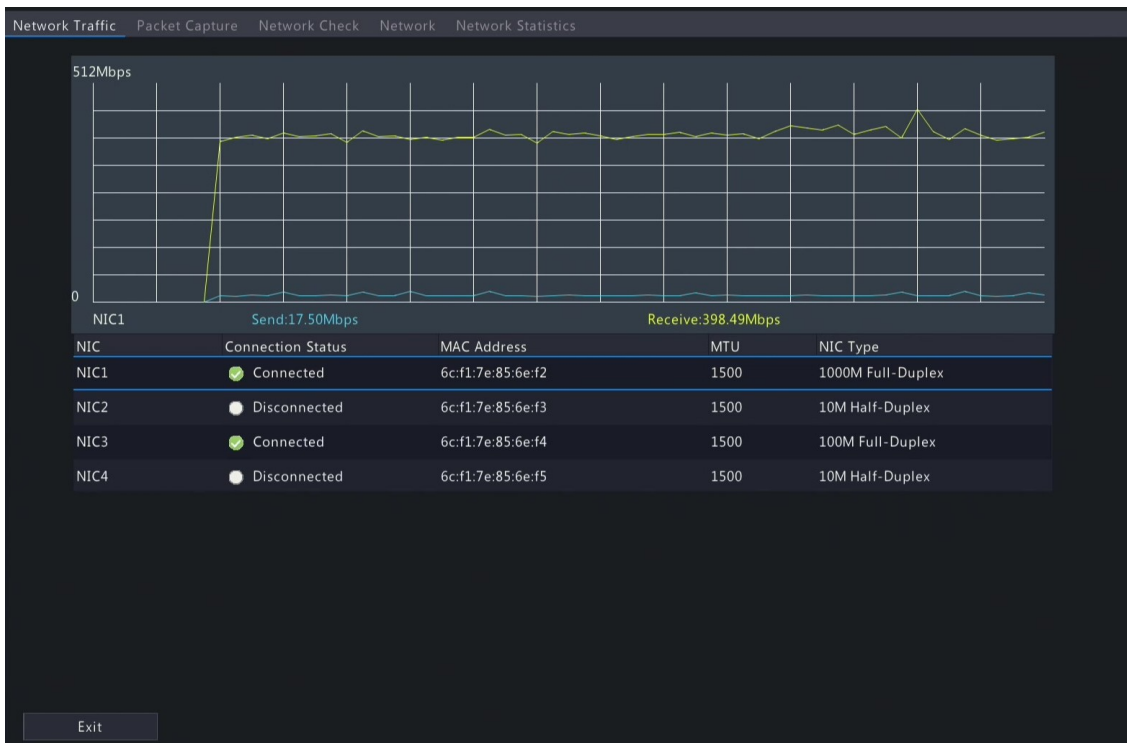 Network Traffic Packet Capture Network Check Network Network Statistics
512Mbps
0
NIC1 Send:17.50Mbps Receive:398.49Mbps
NIC Connection Status MAC Address MTU NIC Type
NIC1 Connected 6c:f1:7e:85:6e:f2 1500 1000M Full-Duplex
NIC2 Disconnected 6c:f1:7e:85:6e:f3 1500 10M Half-Duplex
NIC3 Connected 6c:f1:7e:85:6e:f4 1500 100M Full-Duplex
NIC4 Disconnected 6c:f1:7e:85:6e:f5 1500 10M Half-Duplex
Exit